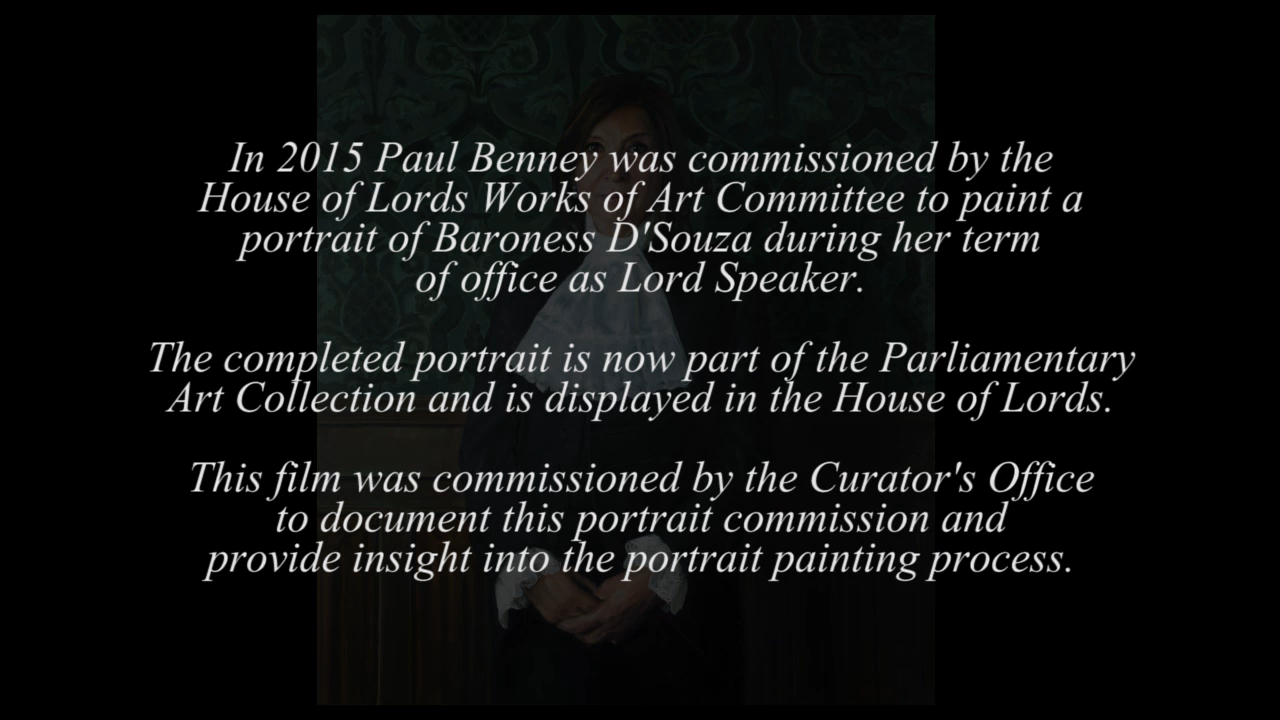 In 2015 Paul Benney was commissioned by the
House of Lords Works of Art Committee to paint a
portrait of Baroness D'Souza during her term
of office as Lord Speaker.
The completed portrait is now part of the Parliamentary
Art Collection and is displayed in the House of Lords.
This film was commissioned by the Curator's Office
to document this portrait commission and
provide insight into the portrait painting process.